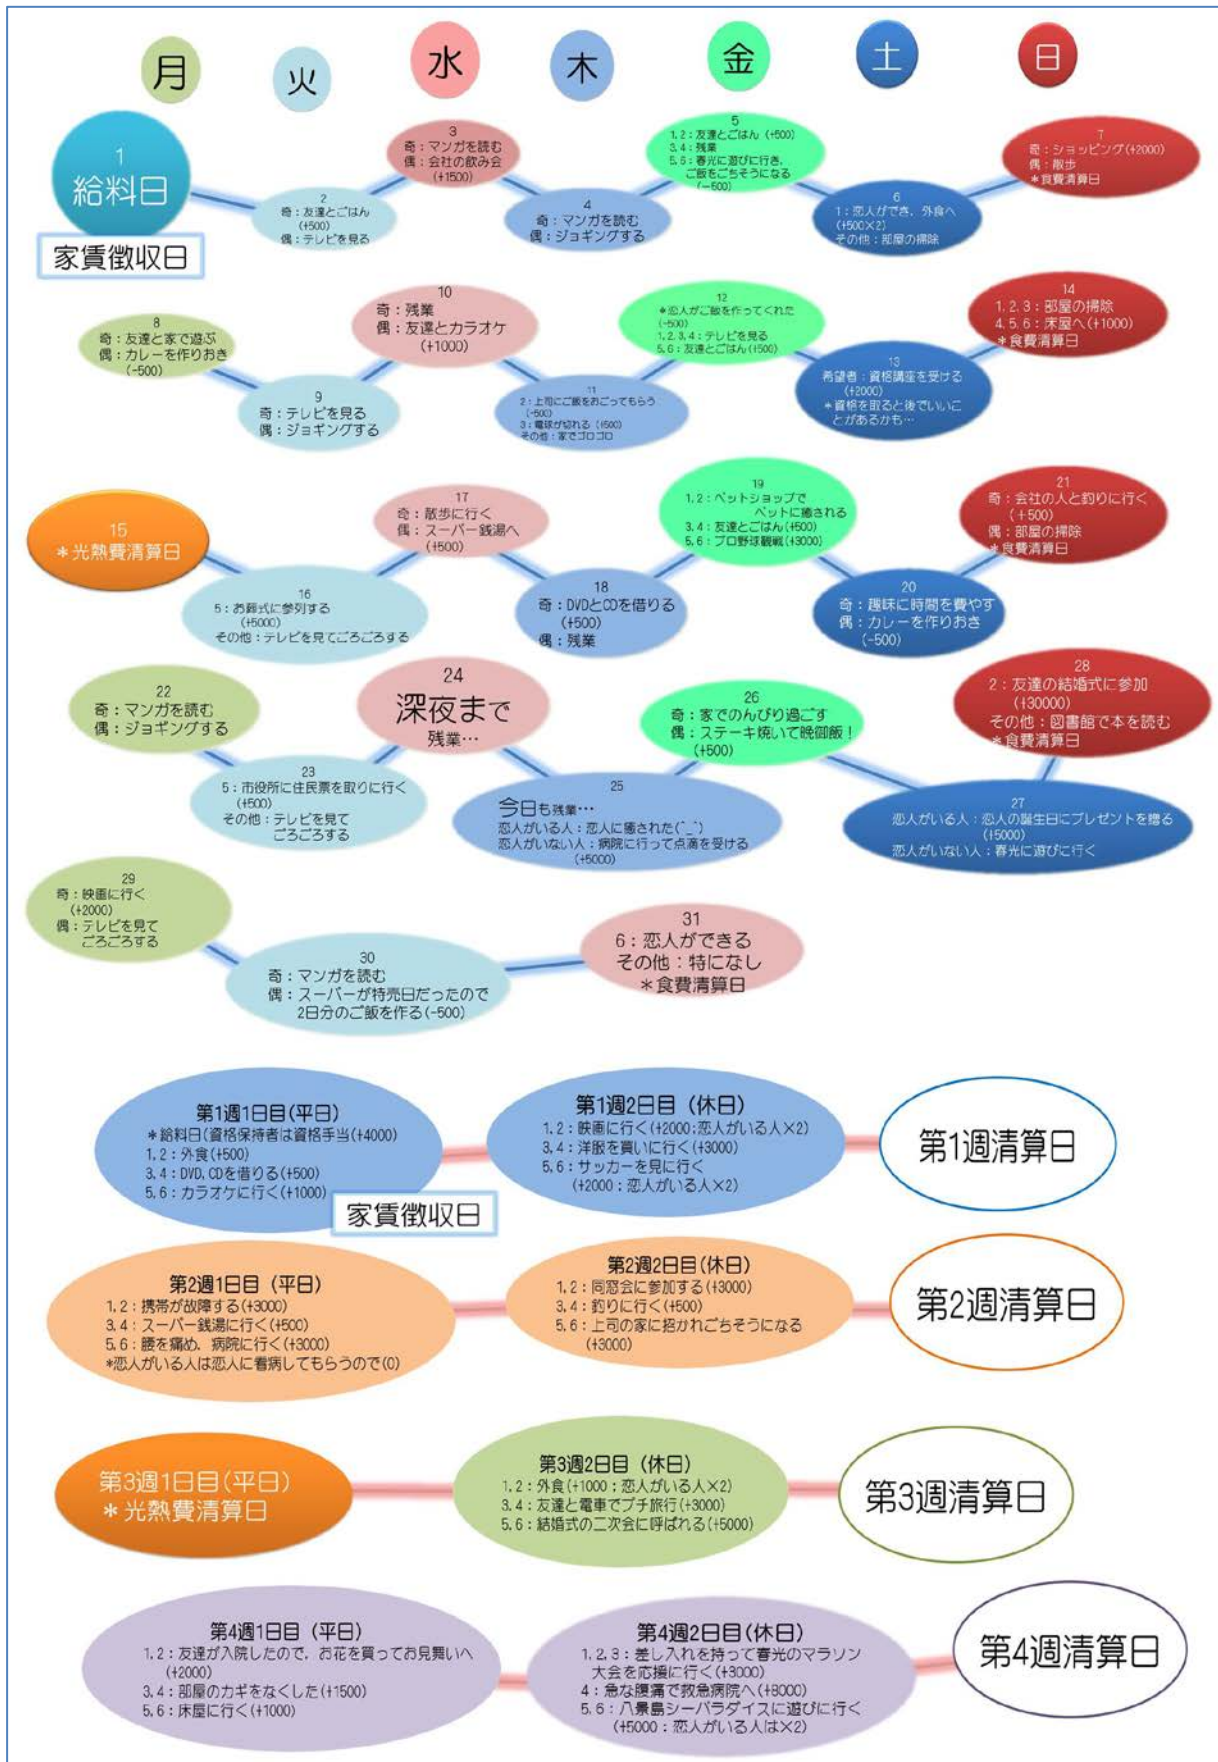 月
火
水
木
金
土
日
1
給料日
家賃徴収日
2
奇：友達とごはん
(+500)
偶：テレビを見る
3
奇：マンガを読む
偶：会社の飲み会
(+1500)
4
奇：マンガを読む
偶：ジョギングする
5
1,2：友達とごはん (+500)
3,4：残業
5,6：春光に遊びに行き，
ご飯をごちそうになる
(-500)
6
1：恋人ができ，外食へ
(+500×2)
その他：部屋の掃除
7
奇：ショッピング(+2000)
偶：散歩
＊食費清算日
8
奇：友達と家で遊ぶ
偶：カレーを作りおき
(-500)
9
奇：テレビを見る
偶：ジョギングする
10
奇：残業
偶：友達とカラオケ
(+1000)
11
2：上司にご飯をおごってもらう
(-500)
3：電球が切れる (+500)
その他：家でゴロゴロ
12
＊恋人がご飯を作ってくれた
(-500)
1,2,3,4：テレビを見る
5,6：友達とごはん(+500)
13
希望者：資格講座を受ける
(+2000)
＊資格を取ると後でいいこ
とがあるかも…
14
1,2,3：部屋の掃除
4,5,6：床屋へ(+1000)
＊食費清算日
15
＊光熱費清算日
16
5：お葬式に参列する
(+5000)
その他：テレビを見てごろごろする
17
奇：散歩に行く
偶：スーパー銭湯へ
(+500)
18
奇：DVDとCDを借りる
(+500)
偶：残業
19
1,2：ペットショップで
ペットに癒される
3,4：友達とごはん(+500)
5,6：プロ野球観戦(+3000)
20
奇：趣味に時間を費やす
偶：カレーを作りおき
(-500)
21
奇：会社の人と釣りに行く
(+500)
偶：部屋の掃除
＊食費清算日
22
奇：マンガを読む
偶：ジョギングする
23
5：市役所に住民票を取りに行く
(+500)
その他：テレビを見て
ごろごろする
24
深夜まで
残業…
25
今日も残業…
恋人がいる人：恋人に癒された(^_^)
恋人がいない人：病院に行って点滴を受ける
(+5000)
26
奇：家でのんびり過ごす
偶：ステーキ焼いて晩御飯！
(+500)
27
恋人がいる人：恋人の誕生日にプレゼントを贈る
(+5000)
恋人がいない人：春光に遊びに行く
28
2：友達の結婚式に参加
(+30000)
その他：図書館で本を読む
＊食費清算日
29
奇：映画に行く
(+2000)
偶：テレビを見て
ごろごろする
30
奇：マンガを読む
偶：スーパーが特売日だったので
2日分のご飯を作る(-500)
31
6：恋人ができる
その他：特になし
＊食費清算日
第1週1日目(平日)
＊給料日(資格保持者は資格手当(+4000)
1,2：外食(+500)
3,4：DVD,CDを借りる(+500)
5,6：カラオケに行く(+1000)
家賃徴収日
第1週2日目 (休日)
1,2：映画に行く(+2000;恋人がいる人×2)
3,4：洋服を買いに行く(+3000)
5,6：サッカーを見に行く
(+2000：恋人がいる人×2)
第1週清算日
第2週1日目 (平日)
1,2：携帯が故障する(+3000)
3,4：スーパー銭湯に行く(+500)
5,6：腰を痛め，病院に行く(+3000)
*恋人がいる人は恋人に看病してもらうので(0)
第2週2日目(休日)
1,2：同窓会に参加する(+3000)
3,4：釣りに行く(+500)
5,6：上司の家に招かれごちそうになる
(+3000)
第2週清算日
第3週1日目(平日)
＊光熱費清算日
第3週2日目 (休日)
1,2：外食(+1000；恋人がいる人×2)
3,4：友達と電車でプチ旅行(+3000)
5,6：結婚式の二次会に呼ばれる(+5000)
第3週清算日
第4週1日目 (平日)
1,2：友達が入院したので，お花を買ってお見舞いへ
(+2000)
3,4：部屋のカギをなくした(+1500)
5,6：床屋に行く(+1000)
第4週2日目(休日)
1,2,3：差し入れを持って春光のマラソン
大会を応援に行く(+3000)
4：急な腹痛で救急病院へ(+8000)
5,6：八景島シーパラダイスに遊びに行く
(+5000：恋人がいる人は×2)
第4週清算日